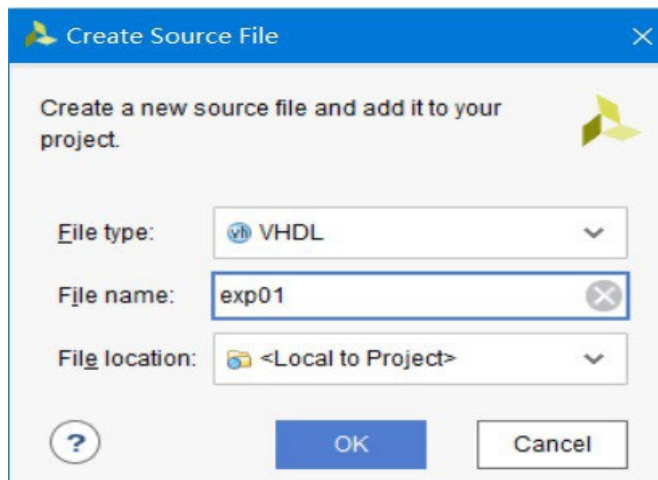 Create Source File
Create a new source file and add it to your
project.
File type:
vh VHDL
File name:
exp01
File location:
<Local to Project>
?
OK
Cancel